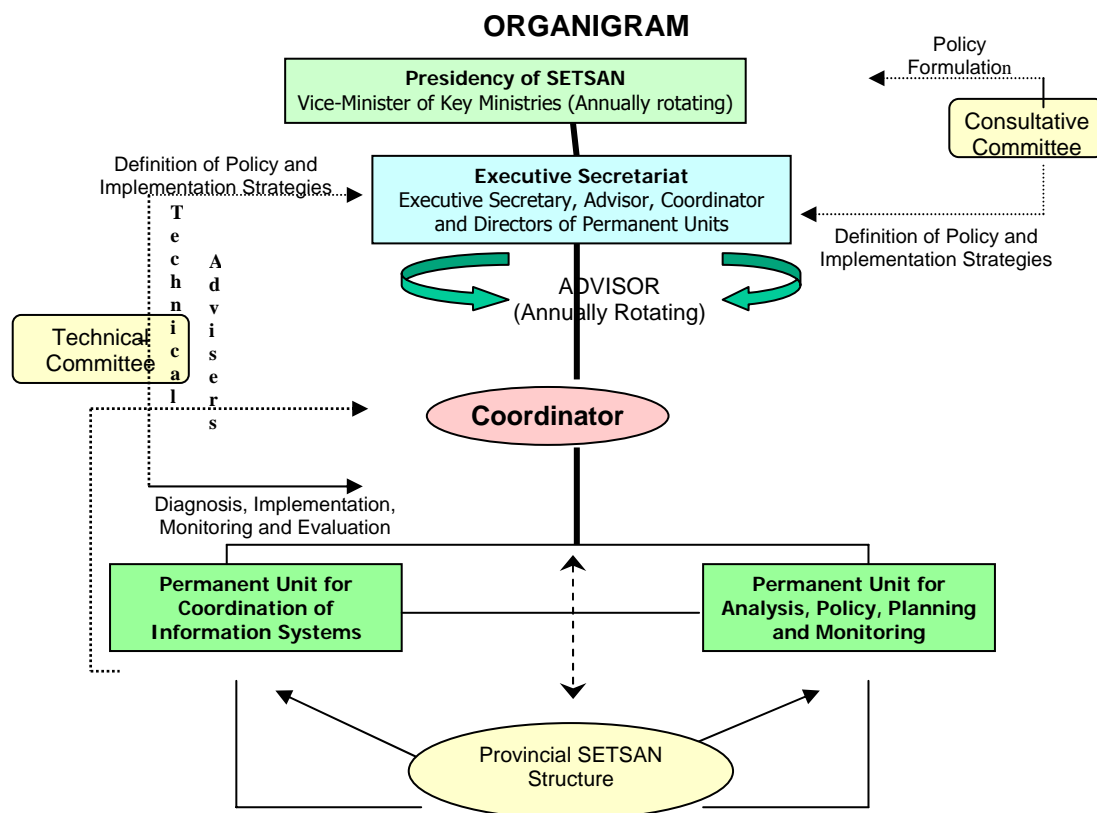 ORGANIGRAM
Policy
Formulation
Presidency of SETSAN
Vice-Minister of Key Ministries (Annually rotating)
Consultative
Committee
Definition of Policy and
Implementation Strategies
Executive Secretariat
Executive Secretary, Advisor, Coordinator
and Directors of Permanent Units
Definition of Policy and
Implementation Strategies
Technical
Advisers
ADVISOR
(Annually Rotating)
Technical
Committee
Coordinator
Diagnosis, Implementation,
Monitoring and Evaluation
Permanent Unit for
Coordination of
Information Systems
Permanent Unit for
Analysis, Policy, Planning
and Monitoring
Provincial SETSAN
Structure